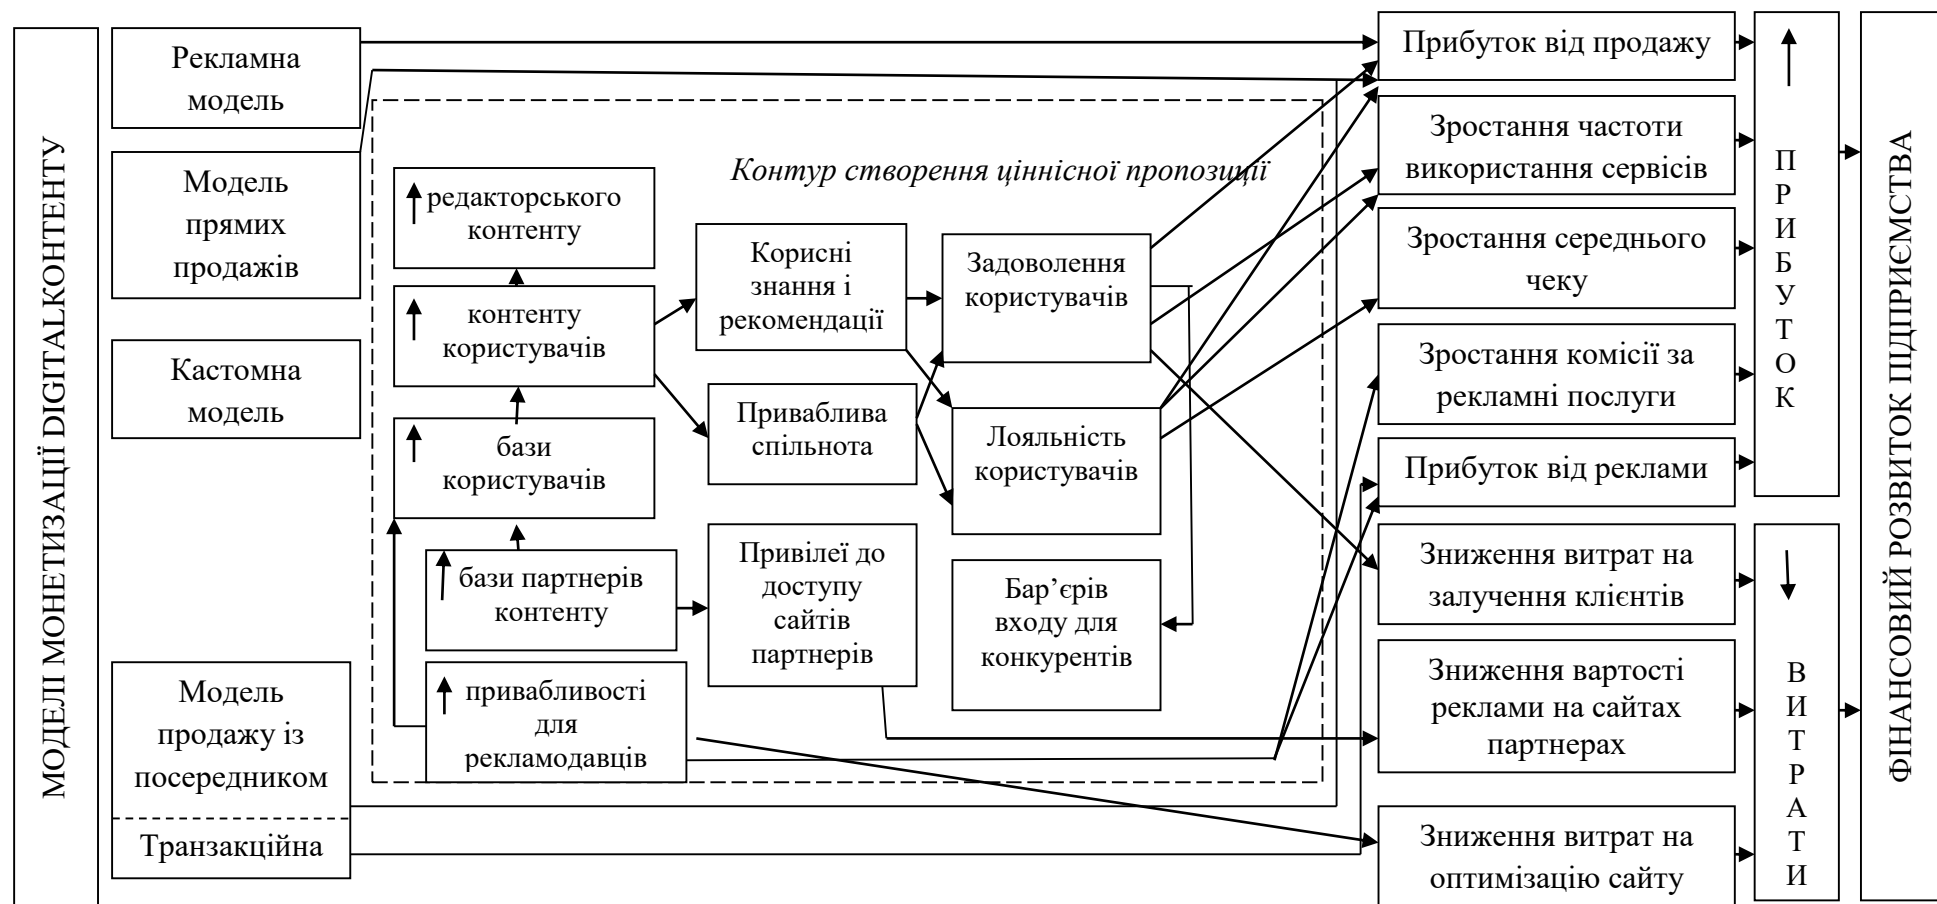 МОДЕЛІ МОНЕТИЗАЦІЇ DIGITALКОНТЕНТУ
Рекламна
модель
Модель
прямих
продажів
Кастомна
модель
Модель
продажу із
посередником
Транзакційна
Контур створення ціннісної пропозиції
редакторського
контенту
контенту
користувачів
бази
користувачів
бази партнерів
контенту
привабливості
для
рекламодавців
Корисні
знання і
рекомендації
Приваблива
спільнота
Привілеї до
доступу
сайтів
партнерів
Задоволення
користувачів
Лояльність
користувачів
Бар’єрів
входу для
конкурентів
Прибуток від продажу
Зростання частоти
використання сервісів
Зростання середнього
чеку
Зростання комісії за
рекламні послуги
Прибуток від реклами
Зниження витрат на
залучення клієнтів
Зниження вартості
реклами на сайтах
партнерах
Зниження витрат на
оптимізацію сайту
ПРИБУТОК
ВИТРАТИ
ФІНАНСОВИЙ РОЗВИТОК ПІДПРИЄМСТВА